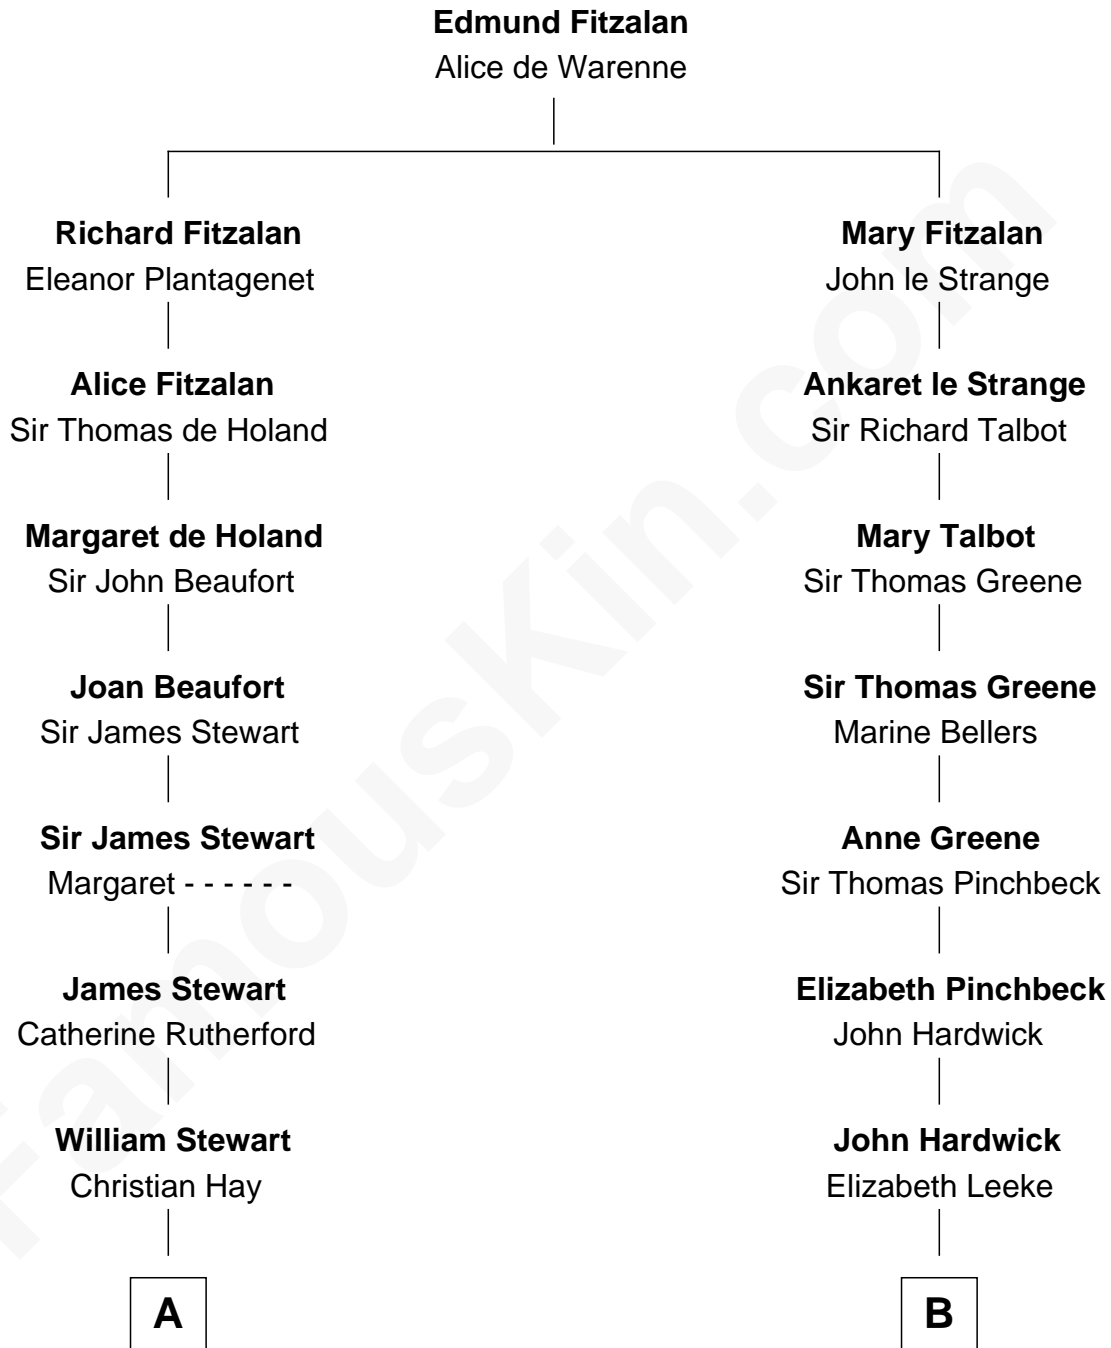 Edmund Fitzalan
Alice de Warenne
Richard Fitzalan
Eleanor Plantagenet
Mary Fitzalan
John le Strange
Alice Fitzalan
Sir Thomas de Holand
Ankaret le Strange
Sir Richard Talbot
Margaret de Holand
Sir John Beaufort
Mary Talbot
Sir Thomas Greene
Joan Beaufort
Sir James Stewart
Sir Thomas Greene
Marine Bellers
Sir James Stewart
Margaret - - - - - -
Anne Greene
Sir Thomas Pinchbeck
James Stewart
Catherine Rutherford
Elizabeth Pinchbeck
John Hardwick
William Stewart
Christian Hay
John Hardwick
Elizabeth Leeke
A
B
FamousKin.com